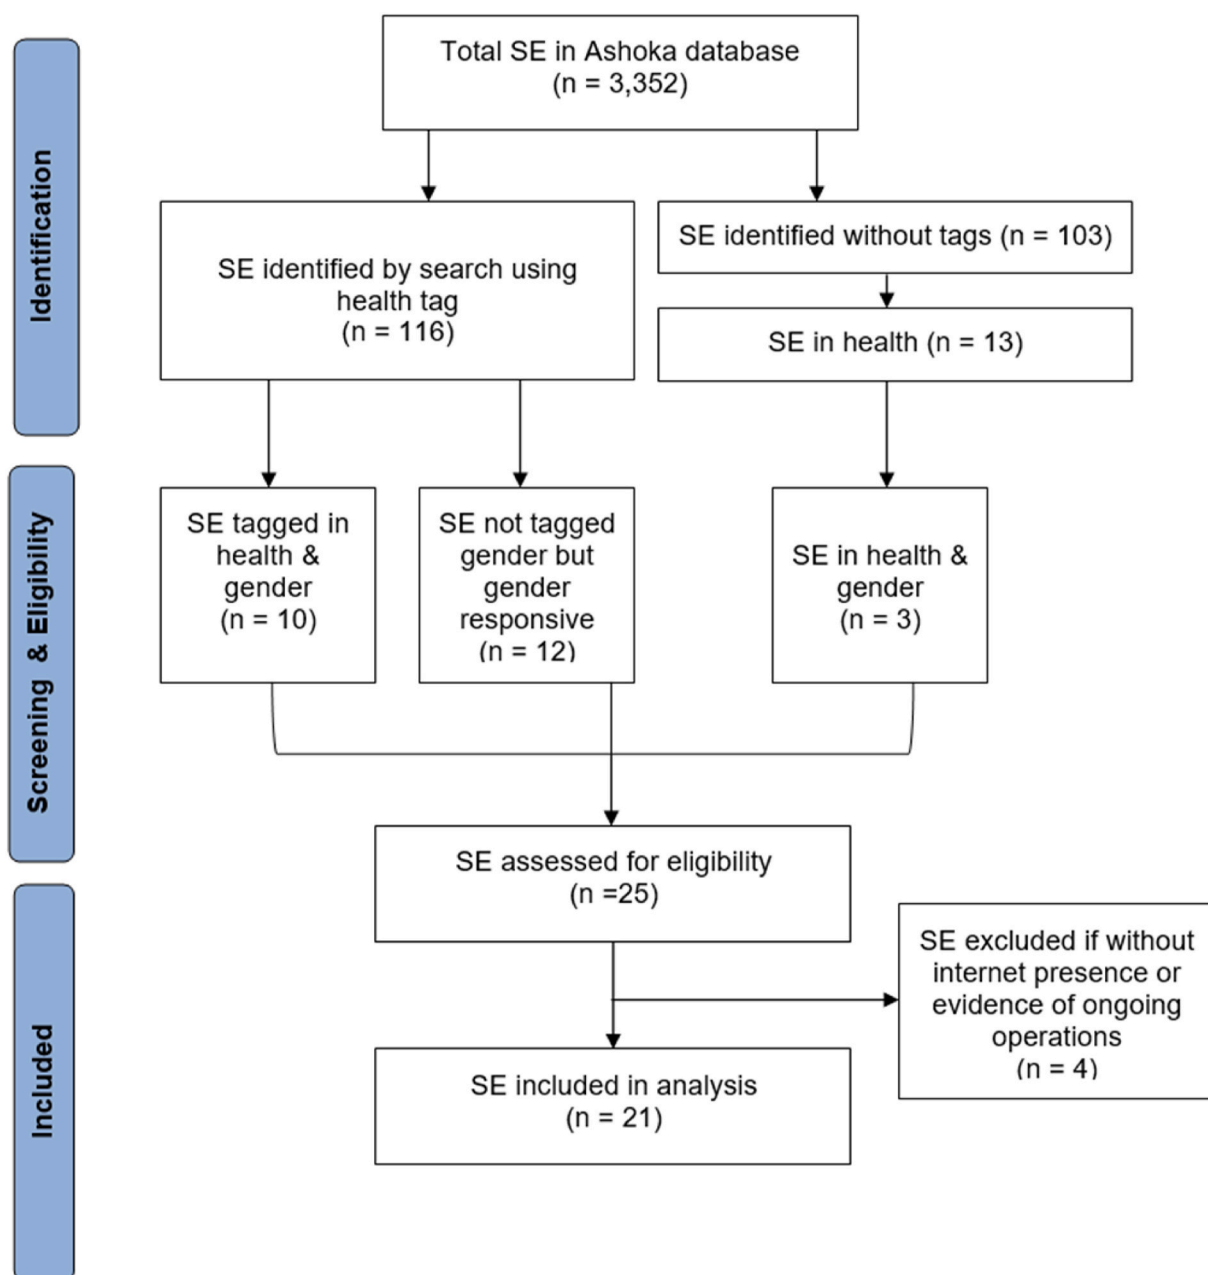 Total SE in Ashoka database
(n = 3,352)
Identification
SE identified by search using
health tag
(n = 116)
SE identified without tags (n = 103)
SE in health (n = 13)
Screening & Eligibility
SE tagged in
health &
gender
(n = 10)
SE not tagged
gender but
gender
responsive
(n = 12)
SE in health &
gender
(n = 3)
SE assessed for eligibility
(n =25)
Included
SE excluded if without
internet presence or
evidence of ongoing
operations
(n = 4)
SE included in analysis
(n = 21)